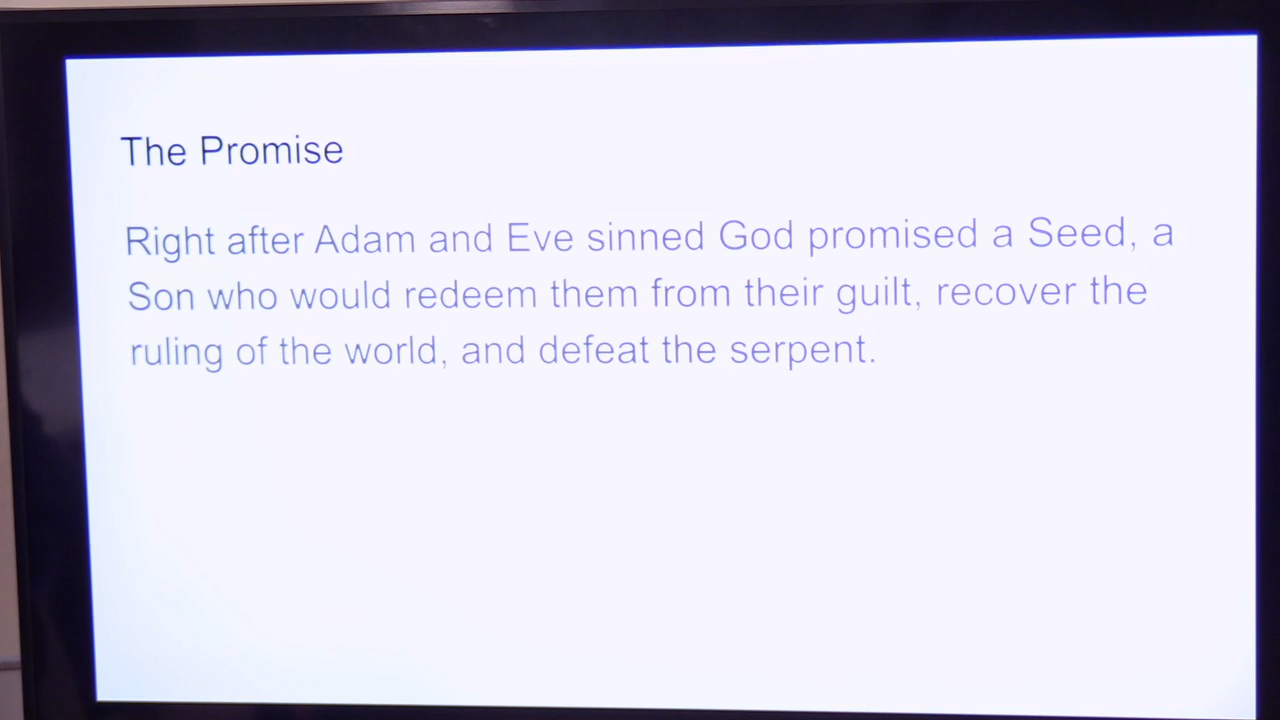 The Promise
Right after Adam and Eve sinned God promised a Seed, a
Son who would redeem them from their guilt, recover the
ruling of the world, and defeat the serpent.